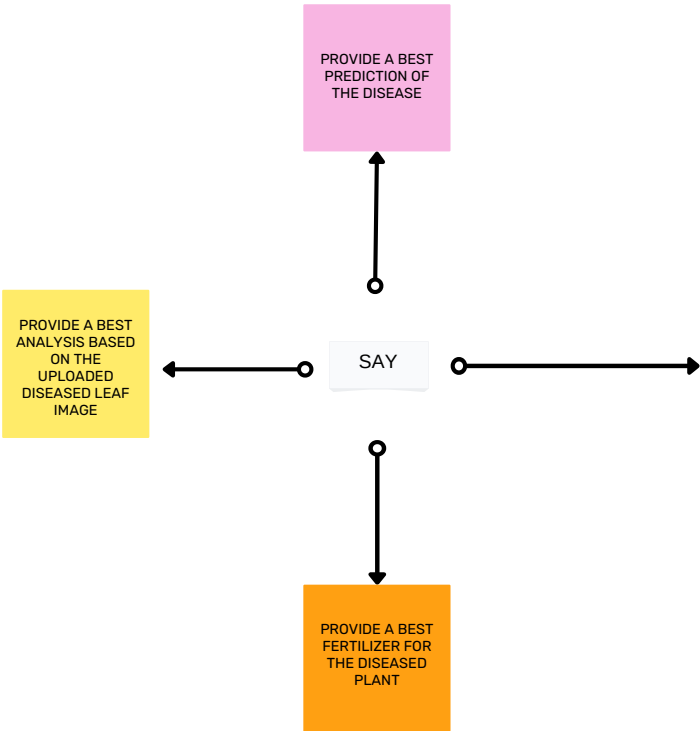 PROVIDE A BEST
PREDICTION OF
THE DISEASE
PROVIDE A BEST
ANALYSIS BASED
ON THE
UPLOADED
DISEASED LEAF
IMAGE
SAY
PROVIDE A BEST
FERTILIZER FOR
THE DISEASED
PLANT